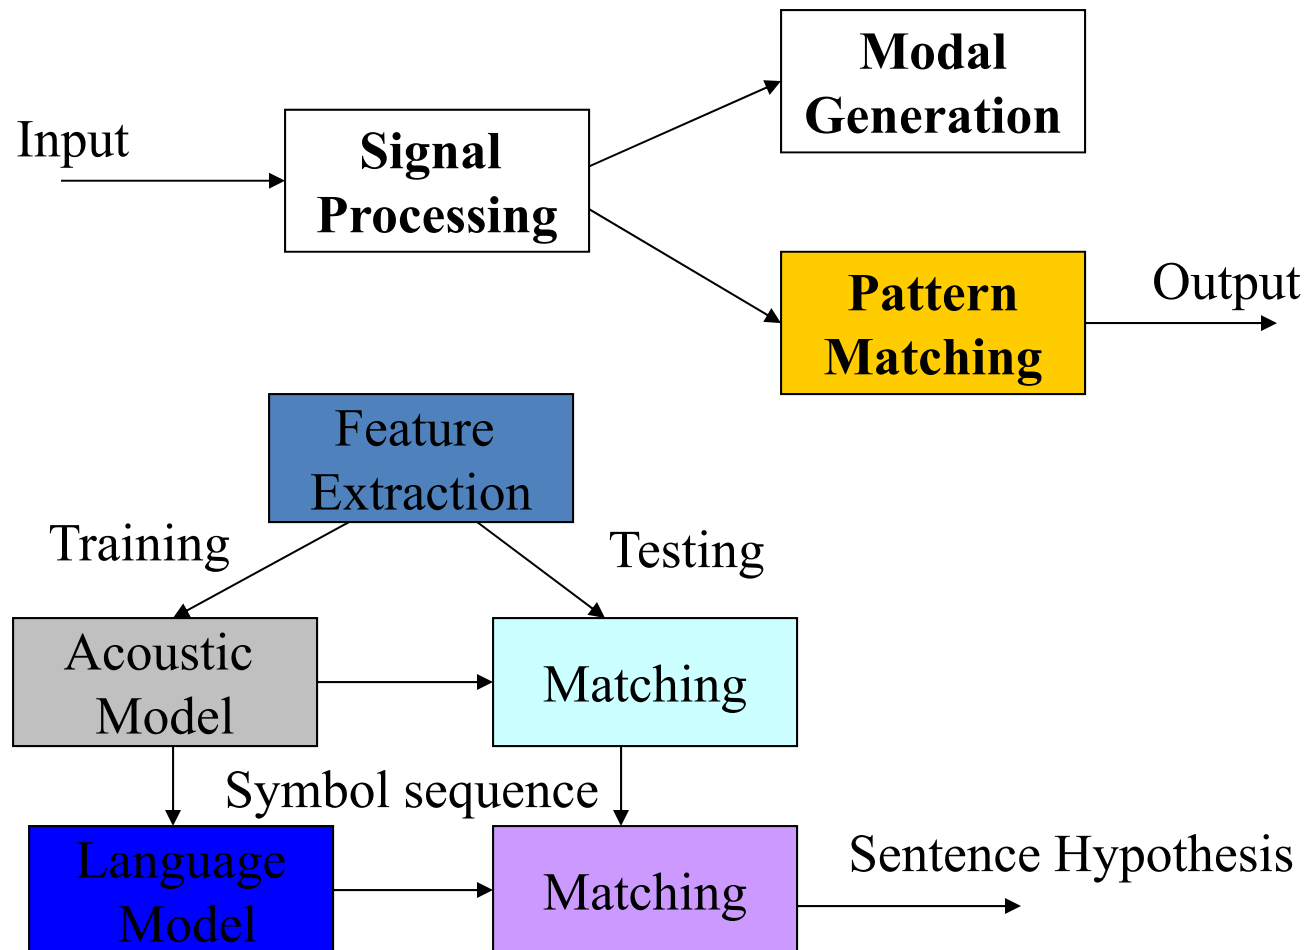 Input
Signal
Processing
Modal
Generation
Pattern
Matching
Output
Feature
Extraction
Training
Testing
Acoustic
Model
Matching
Symbol sequence
Language
Model
Matching
Sentence Hypothesis